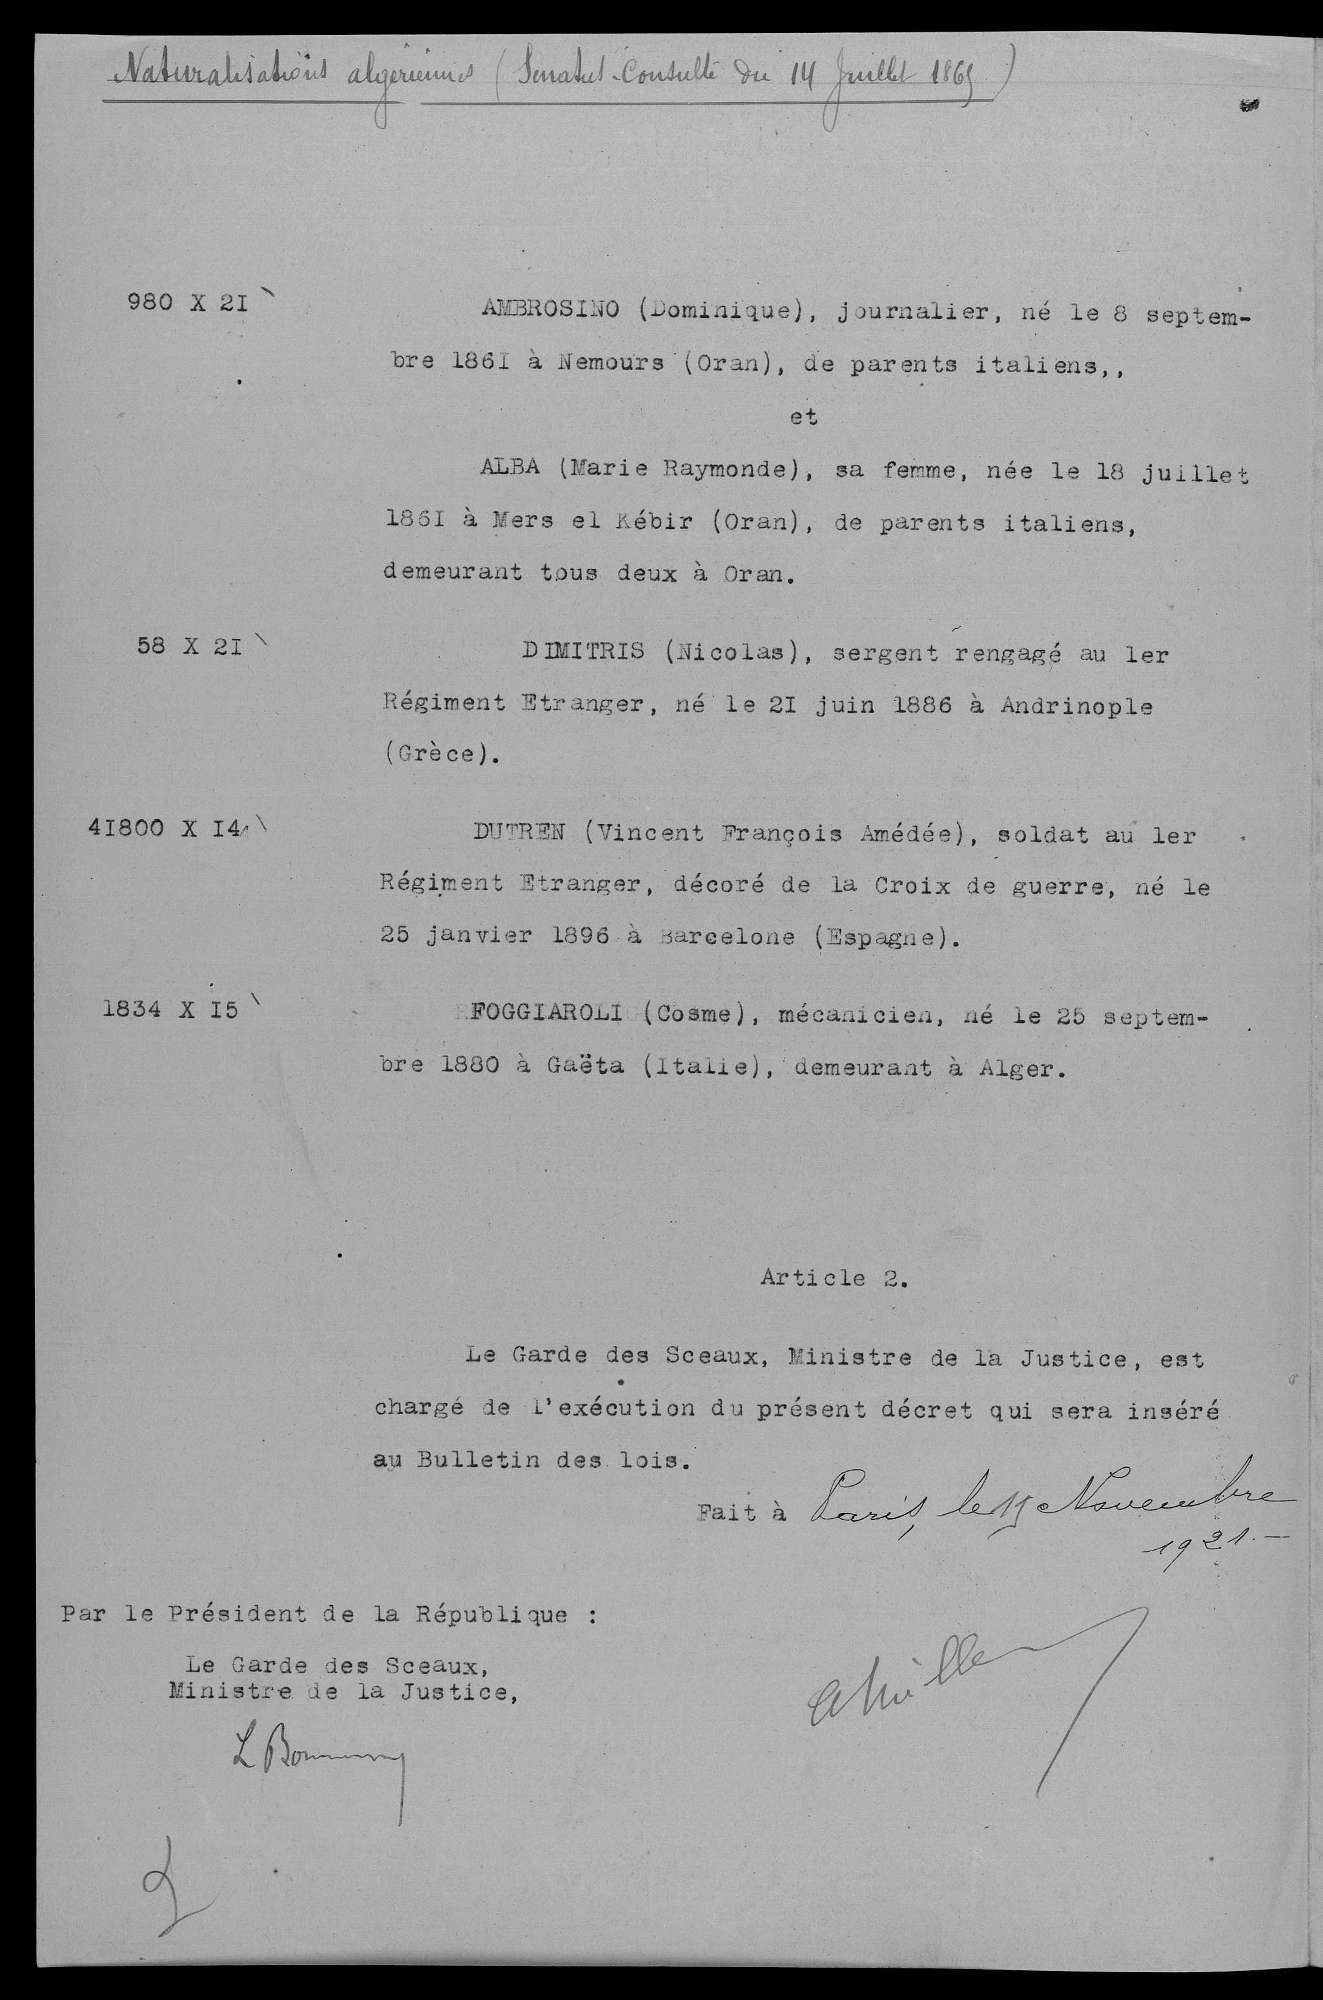 Naturalisations algériennes (Senatus-Consulte du 14 Juillet 1865)
980 X 2I
AMBROSINO (Dominique), journalier, né le 8 septem-
bre 186I à Nemours (Oran), de parents italiens,,
et
ALBA (Marie Raymonde), sa femme, née le 18 juillet
186I à Mers el Kébir (Oran), de parents italiens,
demeurant tous deux à Oran.
58 X 2I
DIMITRIS (Nicolas), sergent rengagé au 1er
Régiment Etranger, né le 2I juin 1886 à Andrinople
(Grèce).
4I800 X I4
DUTREN (Vincent François Amédée), soldat au 1er
Régiment Etranger, décoré de la Croix de guerre, né le
25 janvier 1896 à Barcelone (Espagne).
1834 X I5
FOGGIAROLI (Cosme), mécanicien, né le 25 septem-
bre 1880 à Gaëta (Italie), demeurant à Alger.
Article 2.
Le Garde des Sceaux, Ministre de la Justice, est
chargé de l'exécution du présent décret qui sera inséré
au Bulletin des lois.
Fait à Paris, le 15 Novembre
1921.—
Par le Président de la République :
Le Garde des Sceaux,
Ministre de la Justice,